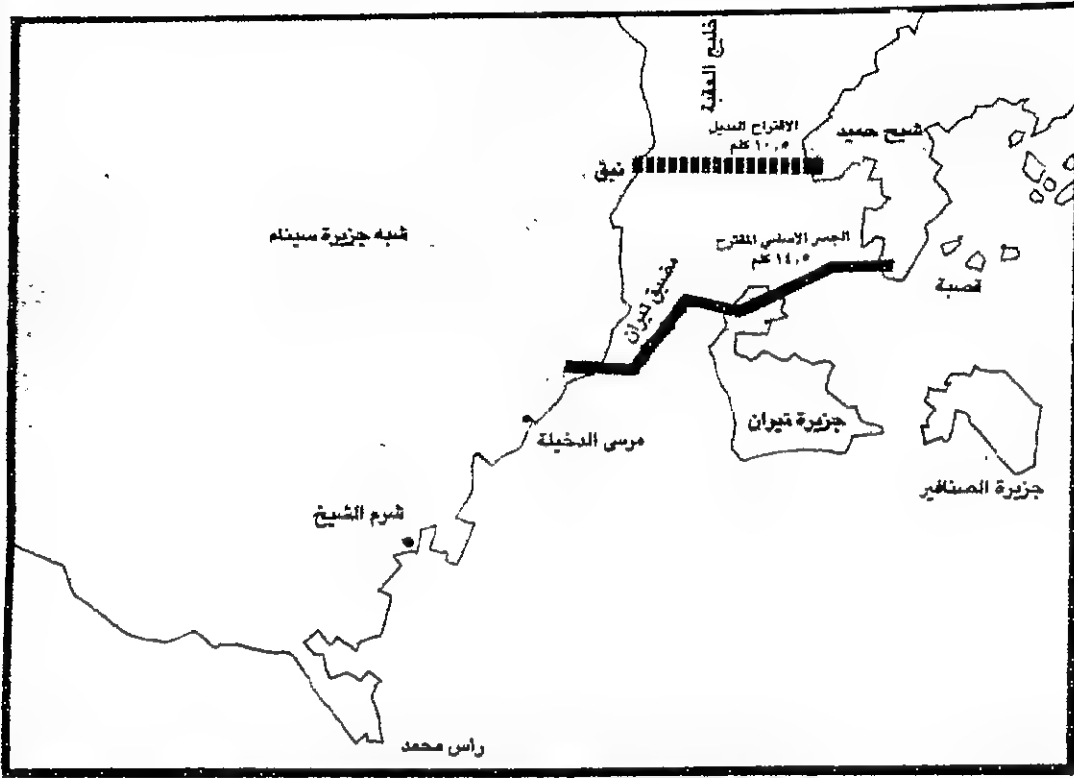 خليج العقبة
الاقتراح البديل
١٠,٥ كلم
شيخ حميد
نبق
شبه جزيرة سيناء
الجسر الاساسي المقترح
١٤,٥ كلم
مضيق تيران
قصبة
جزيرة تيران
مرسى الدخيلة
جزيرة الصنافير
شرم الشيخ
راس محمد